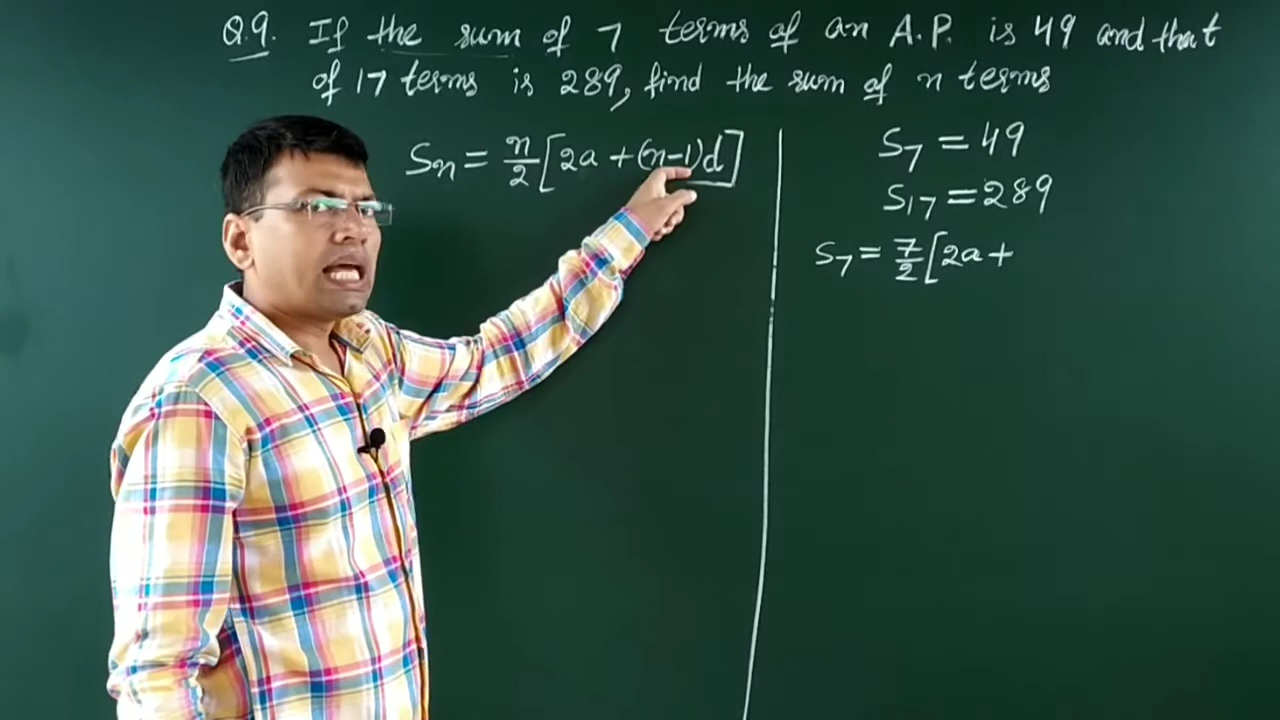 Q.9. If the sum of 7 terms of an A.P. is 49 and that
of 17 terms is 289, find the sum of n terms
Sn = n/2 [2a + (n-1)d]
S7 = 49
S17 = 289
S7 = 7/2 [2a +